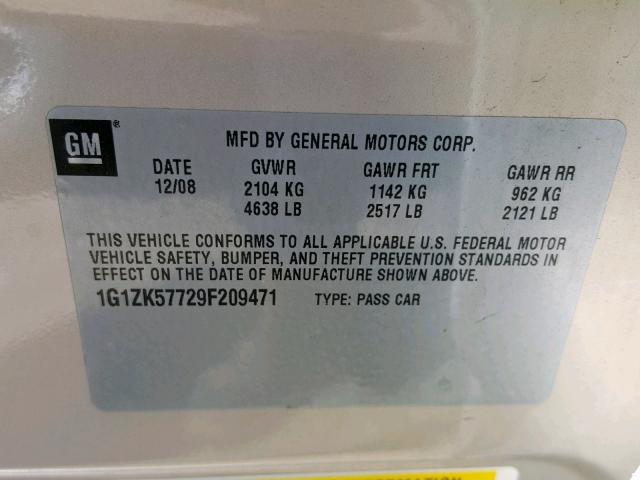 GM®
MFD BY GENERAL MOTORS CORP.
DATE GVWR GAWR FRT GAWR RR
12/08 2104 KG 1142 KG 962 KG
4638 LB 2517 LB 2121 LB
THIS VEHICLE CONFORMS TO ALL APPLICABLE U.S. FEDERAL MOTOR
VEHICLE SAFETY, BUMPER, AND THEFT PREVENTION STANDARDS IN
EFFECT ON THE DATE OF MANUFACTURE SHOWN ABOVE.
1G1ZK57729F209471 TYPE: PASS CAR